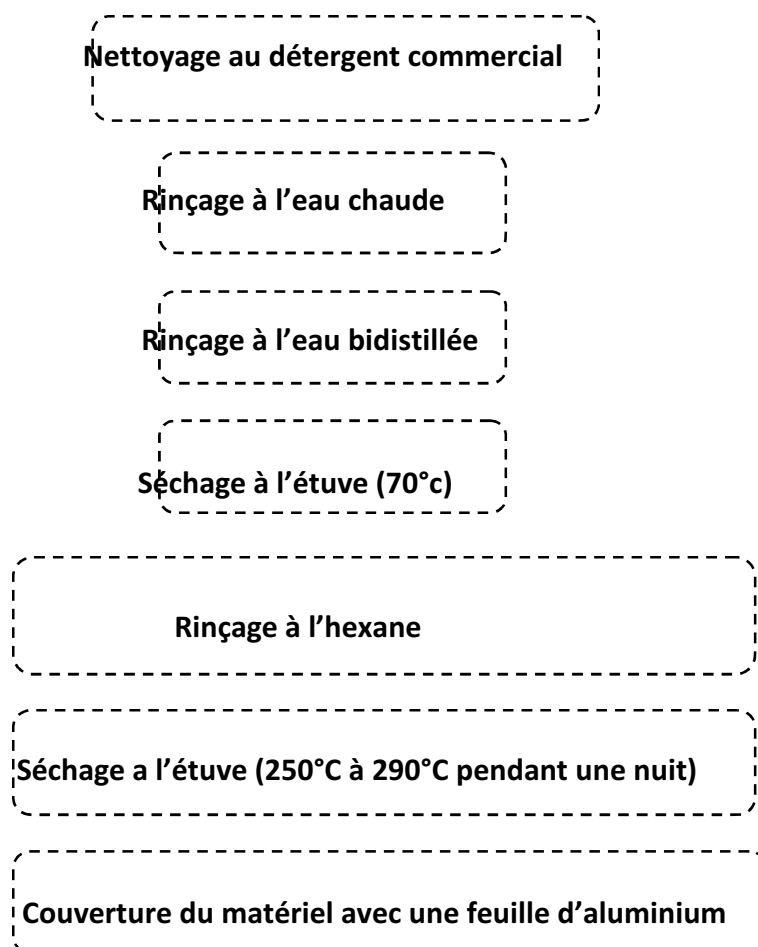 Nettoyage au détergent commercial
Rinçage à l’eau chaude
Rinçage à l’eau bidistillée
Séchage à l’étuve (70°c)
Rinçage à l’hexane
Séchage a l’étuve (250°C à 290°C pendant une nuit)
Couverture du matériel avec une feuille d’aluminium